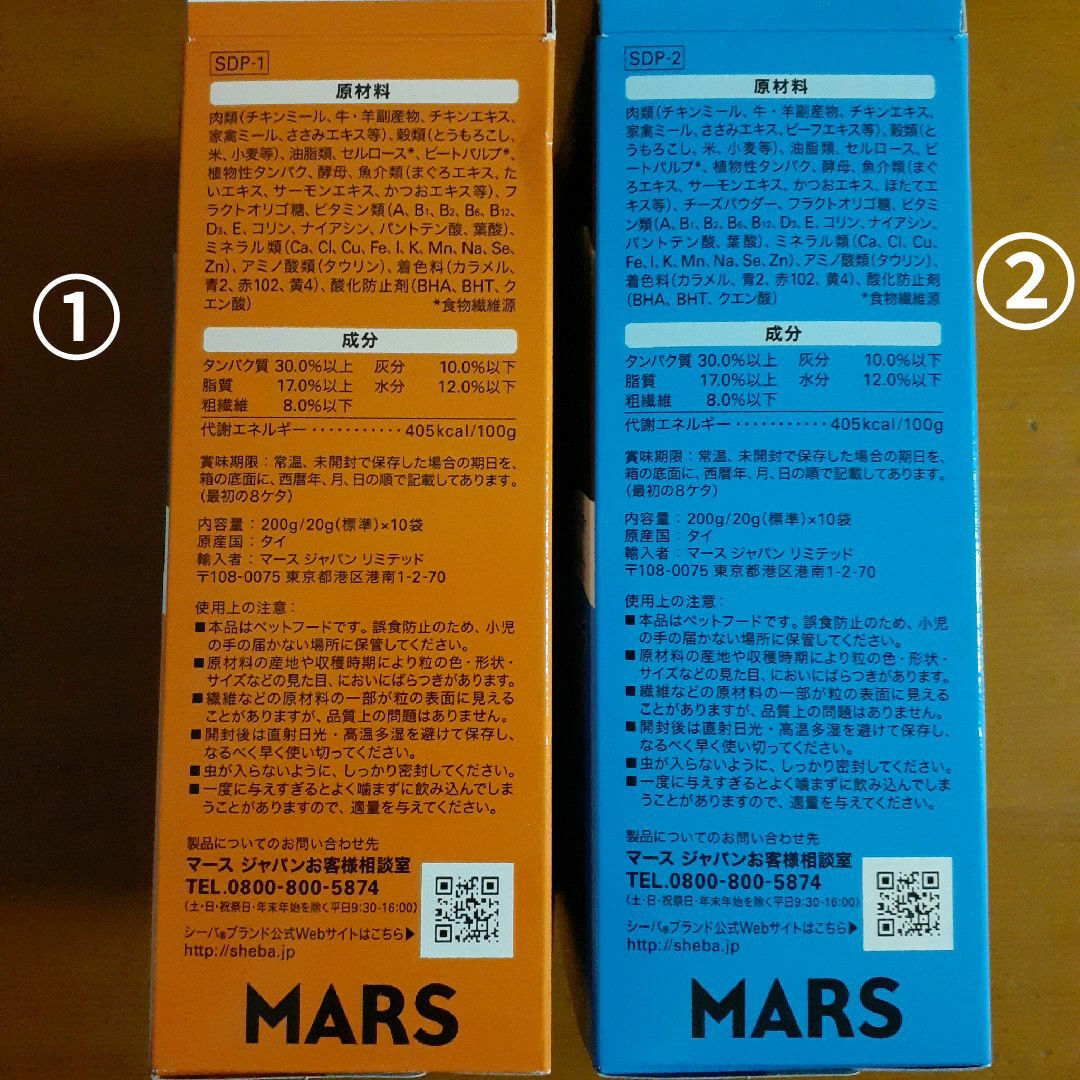 ①
SDP-1
原材料
肉類(チキンミール、牛・羊副産物、チキンエキス、
家禽ミール、ささみエキス等)、穀類(とうもろこし、
米、小麦等)、油脂類、セルロース*、ビートパルプ*、
植物性タンパク、酵母、魚介類(まぐろエキス、た
いエキス、サーモンエキス、かつおエキス等)、フ
ラクトオリゴ糖、ビタミン類(A, B1, B2, B6, B12,
D3, E, コリン、ナイアシン、パントテン酸、葉酸)、
ミネラル類(Ca, Cl, Cu, Fe, I, K, Mn, Na, Se,
Zn)、アミノ酸類(タウリン)、着色料(カラメル、
青2、赤102、黄4)、酸化防止剤(BHA, BHT, ク
エン酸) *食物繊維源
成分
タンパク質 30.0%以上 灰分 10.0%以下
脂質 17.0%以上 水分 12.0%以下
粗繊維 8.0%以下
代謝エネルギー ・・・・・・・・・・・ 405kcal/100g
賞味期限：常温、未開封で保存した場合の期日を、
箱の底面に、西暦年、月、日の順で記載してあります。
(最初の8ケタ)
内容量：200g/20g(標準)×10袋
原産国：タイ
輸入者：マース ジャパン リミテッド
〒108-0075 東京都港区港南1-2-70
使用上の注意：
■本品はペットフードです。誤食防止のため、小児
の手の届かない場所に保管してください。
■原材料の産地や収穫時期により粒の色・形状・
サイズなどの見た目、においにばらつきがあります。
■繊維などの原材料の一部が粒の表面に見える
ことがありますが、品質上の問題はありません。
■開封後は直射日光・高温多湿を避けて保存し、
なるべく早く使い切ってください。
■虫が入らないように、しっかり密封してください。
■一度に与えすぎるとよく噛まずに飲み込んでしま
うことがありますので、適量を与えてください。
製品についてのお問い合わせ先
マース ジャパンお客様相談室
TEL.0800-800-5874
(土・日・祝祭日・年末年始を除く平日9:30-16:00)
シーバ®ブランド公式Webサイトはこちら▶
http://sheba.jp
MARS
②
SDP-2
原材料
肉類(チキンミール、牛・羊副産物、チキンエキス、
家禽ミール、ささみエキス、ビーフエキス等)、穀類(と
うもろこし、米、小麦等)、油脂類、セルロース、ビ
ートパルプ*、植物性タンパク、酵母、魚介類(まぐ
ろエキス、サーモンエキス、かつおエキス、ほたてエ
キス等)、チーズパウダー、フラクトオリゴ糖、ビタミ
ン類(A, B1, B2, B6, B12, D3, E, コリン、ナイアシン、
パントテン酸、葉酸)、ミネラル類(Ca, Cl, Cu,
Fe, I, K, Mn, Na, Se, Zn)、アミノ酸類(タウリン)、
着色料(カラメル、青2、赤102、黄4)、酸化防止剤
(BHA, BHT, クエン酸) *食物繊維源
成分
タンパク質 30.0%以上 灰分 10.0%以下
脂質 17.0%以上 水分 12.0%以下
粗繊維 8.0%以下
代謝エネルギー ・・・・・・・・・・・ 405kcal/100g
賞味期限：常温、未開封で保存した場合の期日を、
箱の底面に、西暦年、月、日の順で記載してあります。
(最初の8ケタ)
内容量：200g/20g(標準)×10袋
原産国：タイ
輸入者：マース ジャパン リミテッド
〒108-0075 東京都港区港南1-2-70
使用上の注意：
■本品はペットフードです。誤食防止のため、小児
の手の届かない場所に保管してください。
■原材料の産地や収穫時期により粒の色・形状・
サイズなどの見た目、においにばらつきがあります。
■繊維などの原材料の一部が粒の表面に見える
ことがありますが、品質上の問題はありません。
■開封後は直射日光・高温多湿を避けて保存し、
なるべく早く使い切ってください。
■虫が入らないように、しっかり密封してください。
■一度に与えすぎるとよく噛まずに飲み込んでしま
うことがありますので、適量を与えてください。
製品についてのお問い合わせ先
マース ジャパンお客様相談室
TEL.0800-800-5874
(土・日・祝祭日・年末年始を除く平日9:30-16:00)
シーバ®ブランド公式Webサイトはこちら▶
http://sheba.jp
MARS